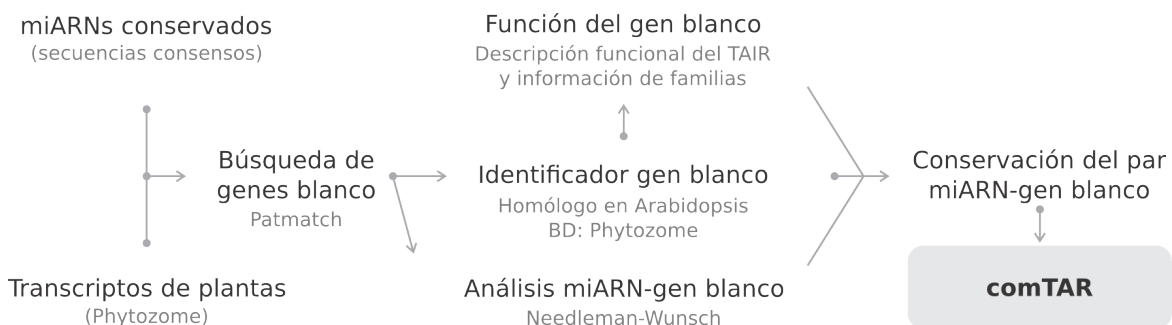 miARNs conservados
(secuencias consensos)
Transcriptos de plantas
(Phytozome)
Búsqueda de
genes blanco
Patmatch
Función del gen blanco
Descripción funcional del TAIR
y información de familias
Identificador gen blanco
Homólogo en Arabidopsis
BD: Phytozome
Análisis miARN-gen blanco
Needleman-Wunsch
Conservación del par
miARN-gen blanco
comTAR